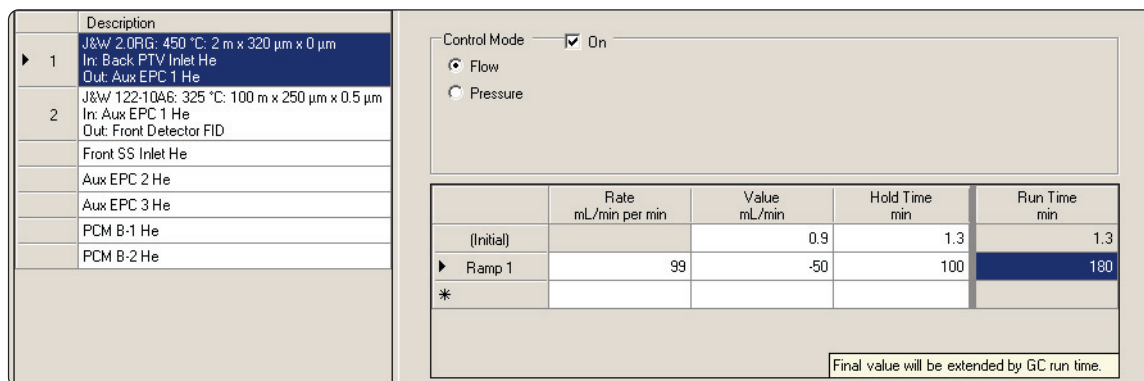 Description
1
J&W 2.0RG: 450 °C: 2 m x 320 µm x 0 µm
In: Back PTV Inlet He
Out: Aux EPC 1 He
2
J&W 122-10A6: 325 °C: 100 m x 250 µm x 0.5 µm
In: Aux EPC 1 He
Out: Front Detector FID
Front SS Inlet He
Aux EPC 2 He
Aux EPC 3 He
PCM B-1 He
PCM B-2 He
Control Mode On
Flow
Pressure
Rate Value Hold Time Run Time
mL/min per min mL/min min min
(Initial) 0.9 1.3 1.3
Ramp 1 99 -50 100 180
*
Final value will be extended by GC run time.